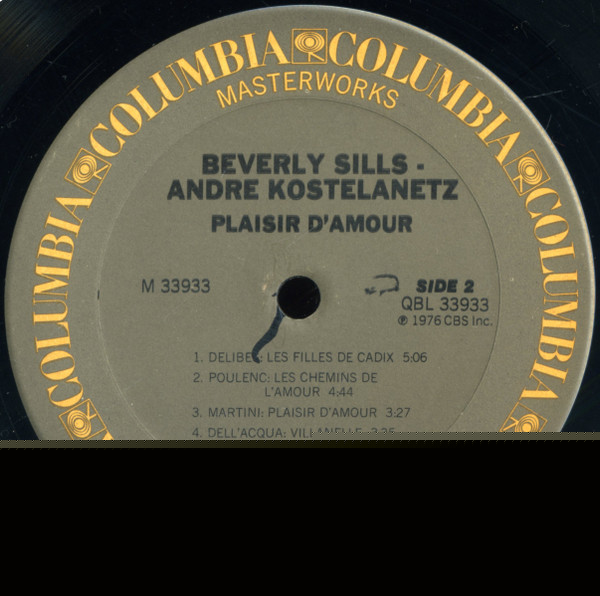 COLUMBIA COLUMBIA COLUMBIA COLUMBIA
MASTERWORKS
BEVERLY SILLS -
ANDRE KOSTELANETZ
PLAISIR D'AMOUR
M 33933
SIDE 2
QBL 33933
℗ 1976 CBS Inc.
1. DELIBES: LES FILLES DE CADIX 5:06
2. POULENC: LES CHEMINS DE
L'AMOUR 4:44
3. MARTINI: PLAISIR D'AMOUR 3:27
4. DELL'ACQUA: VILLANELLE